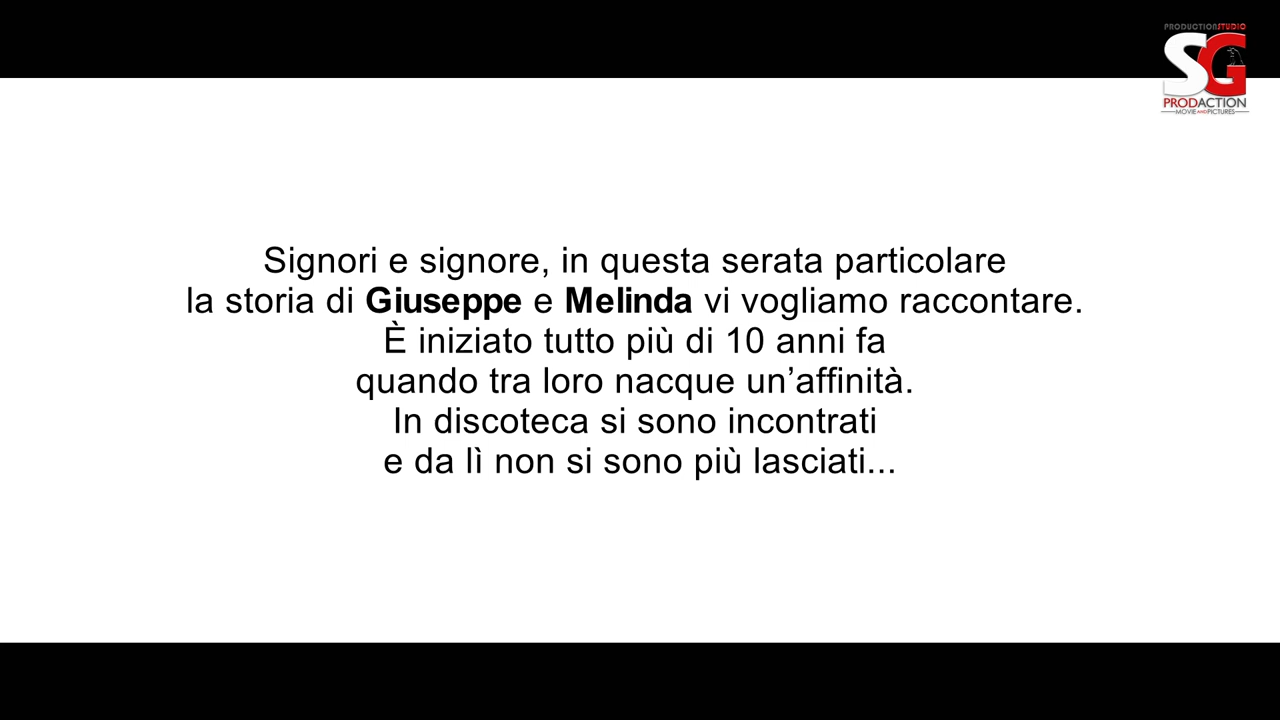 PRODUCTIONSTUDIO
SG
PRODACTION
MOVIE AND PICTURES
Signori e signore, in questa serata particolare
la storia di Giuseppe e Melinda vi vogliamo raccontare.
È iniziato tutto più di 10 anni fa
quando tra loro nacque un’affinità.
In discoteca si sono incontrati
e da lì non si sono più lasciati...